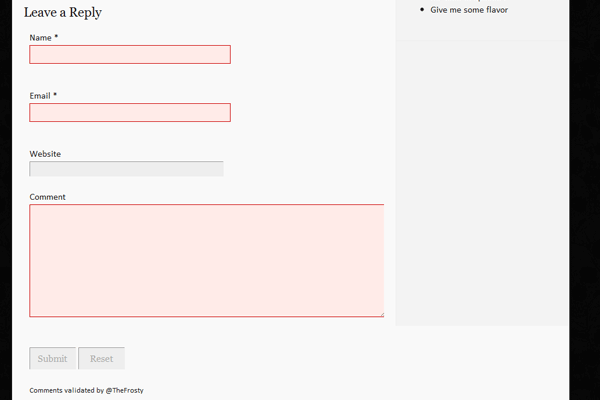 Leave a Reply
Give me some flavor
Name *
Email *
Website
Comment
Submit
Reset
Comments validated by @TheFrosty